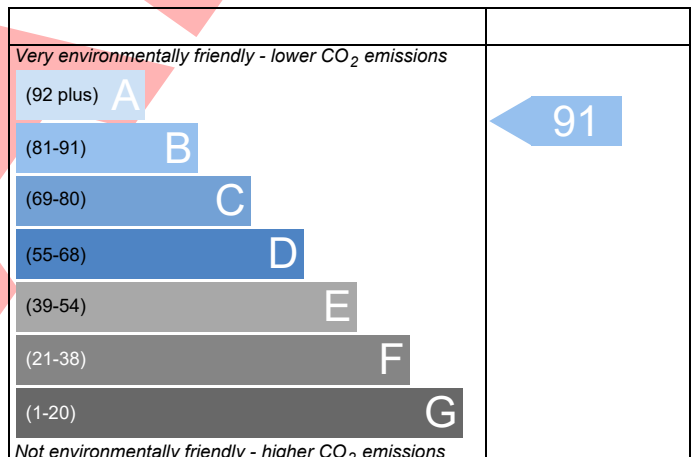 Very environmentally friendly - lower CO₂ emissions
(92 plus) A
91
(81-91) B
(69-80) C
(55-68) D
(39-54) E
(21-38) F
(1-20) G
Not environmentally friendly - higher CO₂ emissions